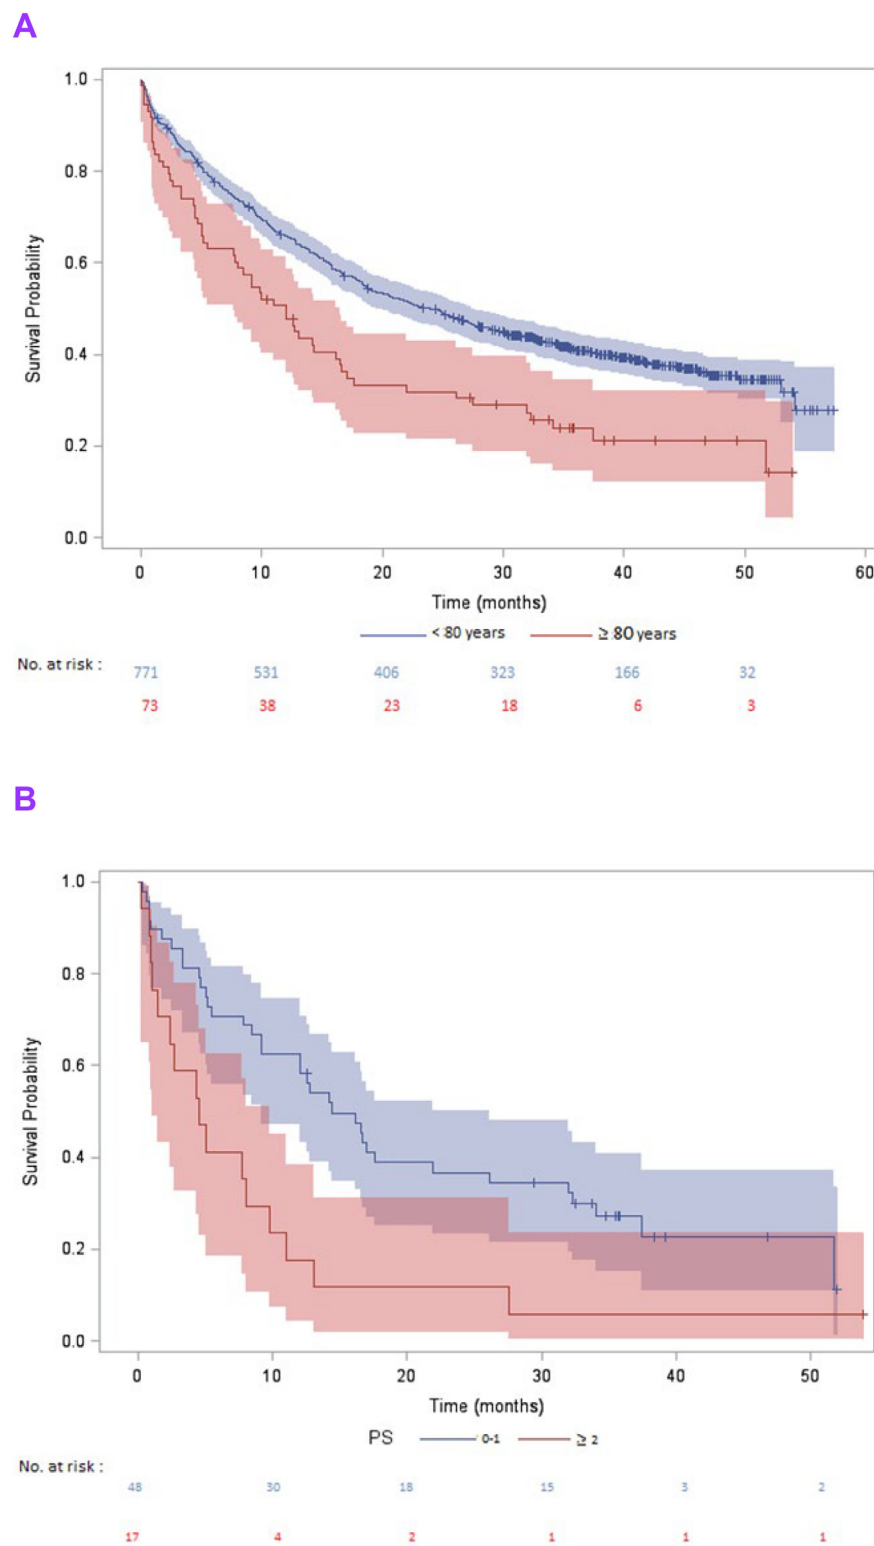 A
1.0
0.8
0.6
0.4
0.2
0.0
Survival Probability
0 10 20 30 40 50 60
Time (months)
< 80 years ≥ 80 years
No. at risk :
771 531 406 323 166 32
73 38 23 18 6 3
B
1.0
0.8
0.6
0.4
0.2
0.0
Survival Probability
0 10 20 30 40 50
Time (months)
PS 0-1 ≥ 2
No. at risk :
48 30 18 15 3 2
17 4 2 1 1 1